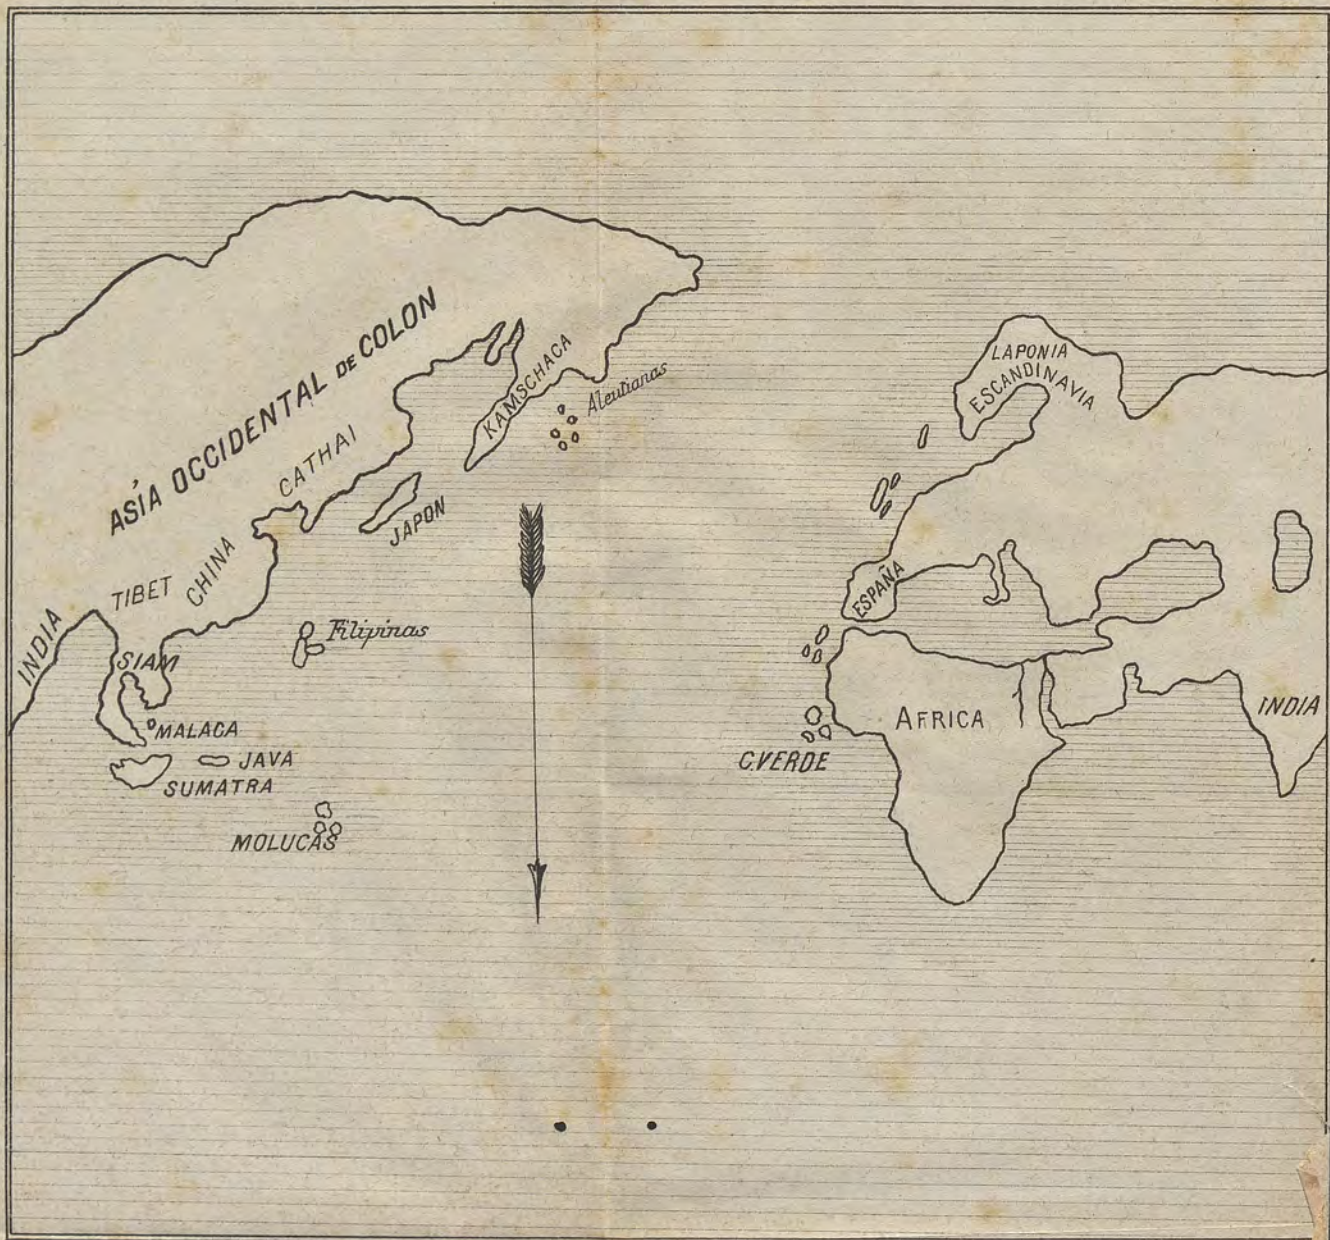 LAPONIA
ESCANDINAVIA
ASÍA OCCIDENTAL DE COLON
KAMSCHACA
Aleutianas
CATHAI
JAPON
CHINA
TIBET
ESPAÑA
INDIA
Filipinas
SIAM
MALACA
JAVA
SUMATRA
MOLUCAS
AFRICA
INDIA
C.VERDE